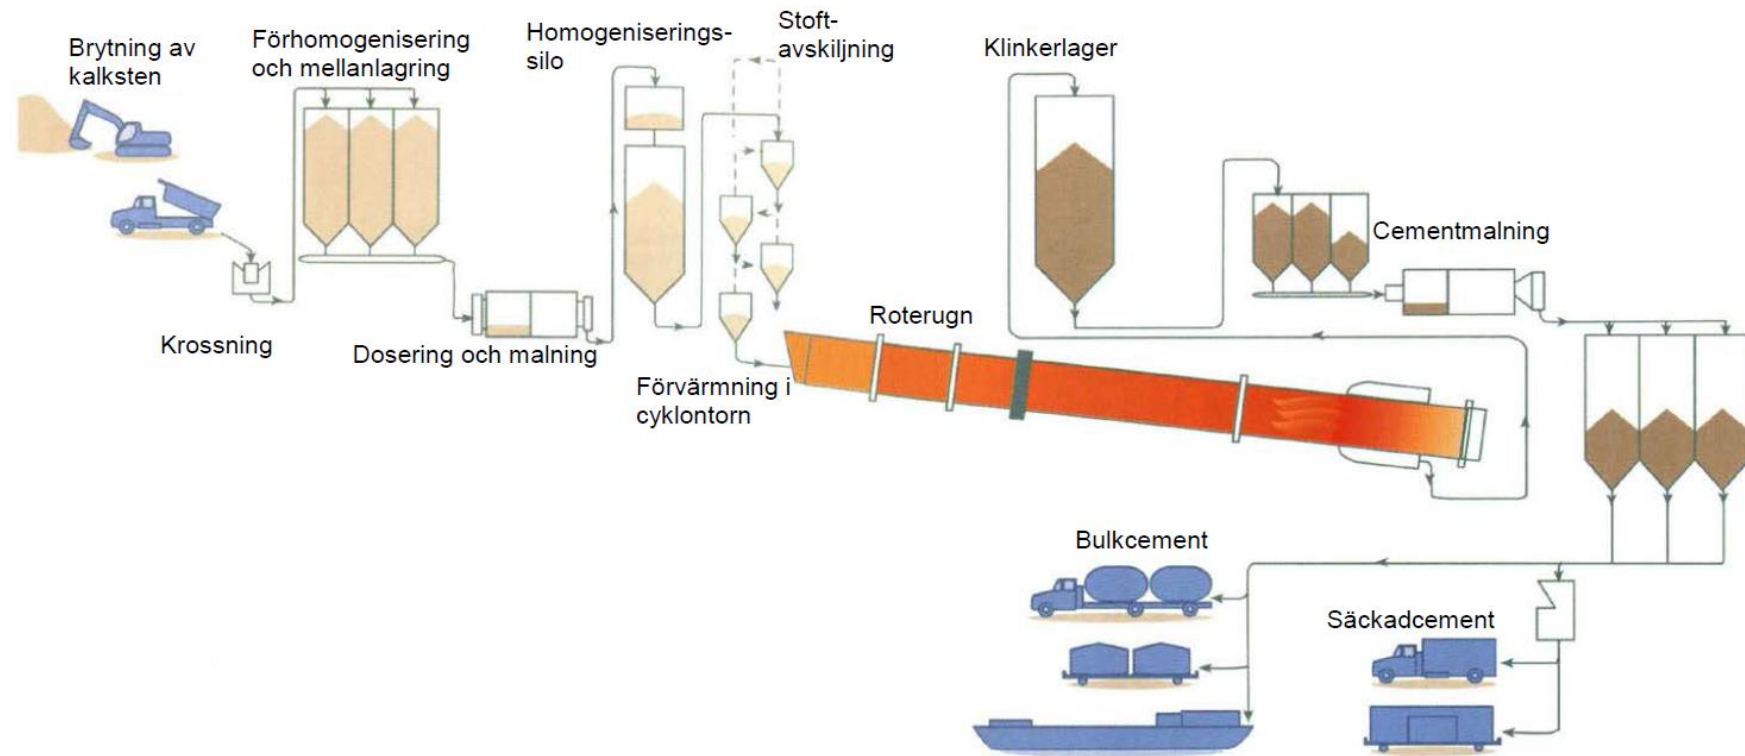 Brytning av
kalksten
Förhomogenisering
och mellanlagring
Homogeniserings-
silo
Stoft-
avskiljning
Klinkerlager
Cementmalning
Krossning
Dosering och malning
Förvärmning i
cyklontorn
Roterugn
Bulkcement
Säckadcement